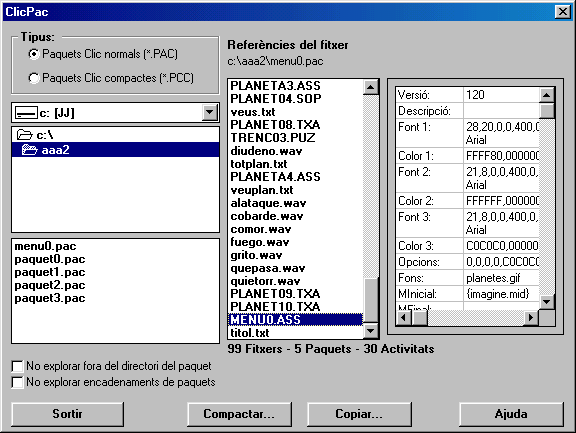 ClicPac
Tipus:
Paquets Clic normals (*.PAC)
Paquets Clic compactes (*.PCC)
c: [JJ]
c:\
aaa2
menu0.pac
paquet0.pac
paquet1.pac
paquet2.pac
paquet3.pac
No explorar fora del directori del paquet
No explorar encadenaments de paquets
Referències del fitxer
c:\aaa2\menu0.pac
PLANETA3.ASS
PLANET04.SOP
veus.txt
PLANET08.TXA
TRENC03.PUZ
diudeno.wav
totplan.txt
PLANETA4.ASS
veuplan.txt
alataque.wav
cobarde.wav
comor.wav
fuego.wav
grito.wav
quepasa.wav
quietorr.wav
PLANET09.TXA
PLANET10.TXA
MENU0.ASS
titol.txt
99 Fitxers - 5 Paquets - 30 Activitats
Versió: 120
Descripció:
Font 1: 28,20,0,0,400,0
Arial
Color 1: FFFF80,000000
Font 2: 21,8,0,0,400,0,
Arial
Color 2: FFFFFF,000000
Font 3: 21,8,0,0,400,0,
Arial
Color 3: C0C0C0,00000
Opcions: 0,0,0,0,C0C0C0
Fons: planetes.gif
MInicial: {imagine.mid}
MFinal:
Sortir
Compactar...
Copiar...
Ajuda